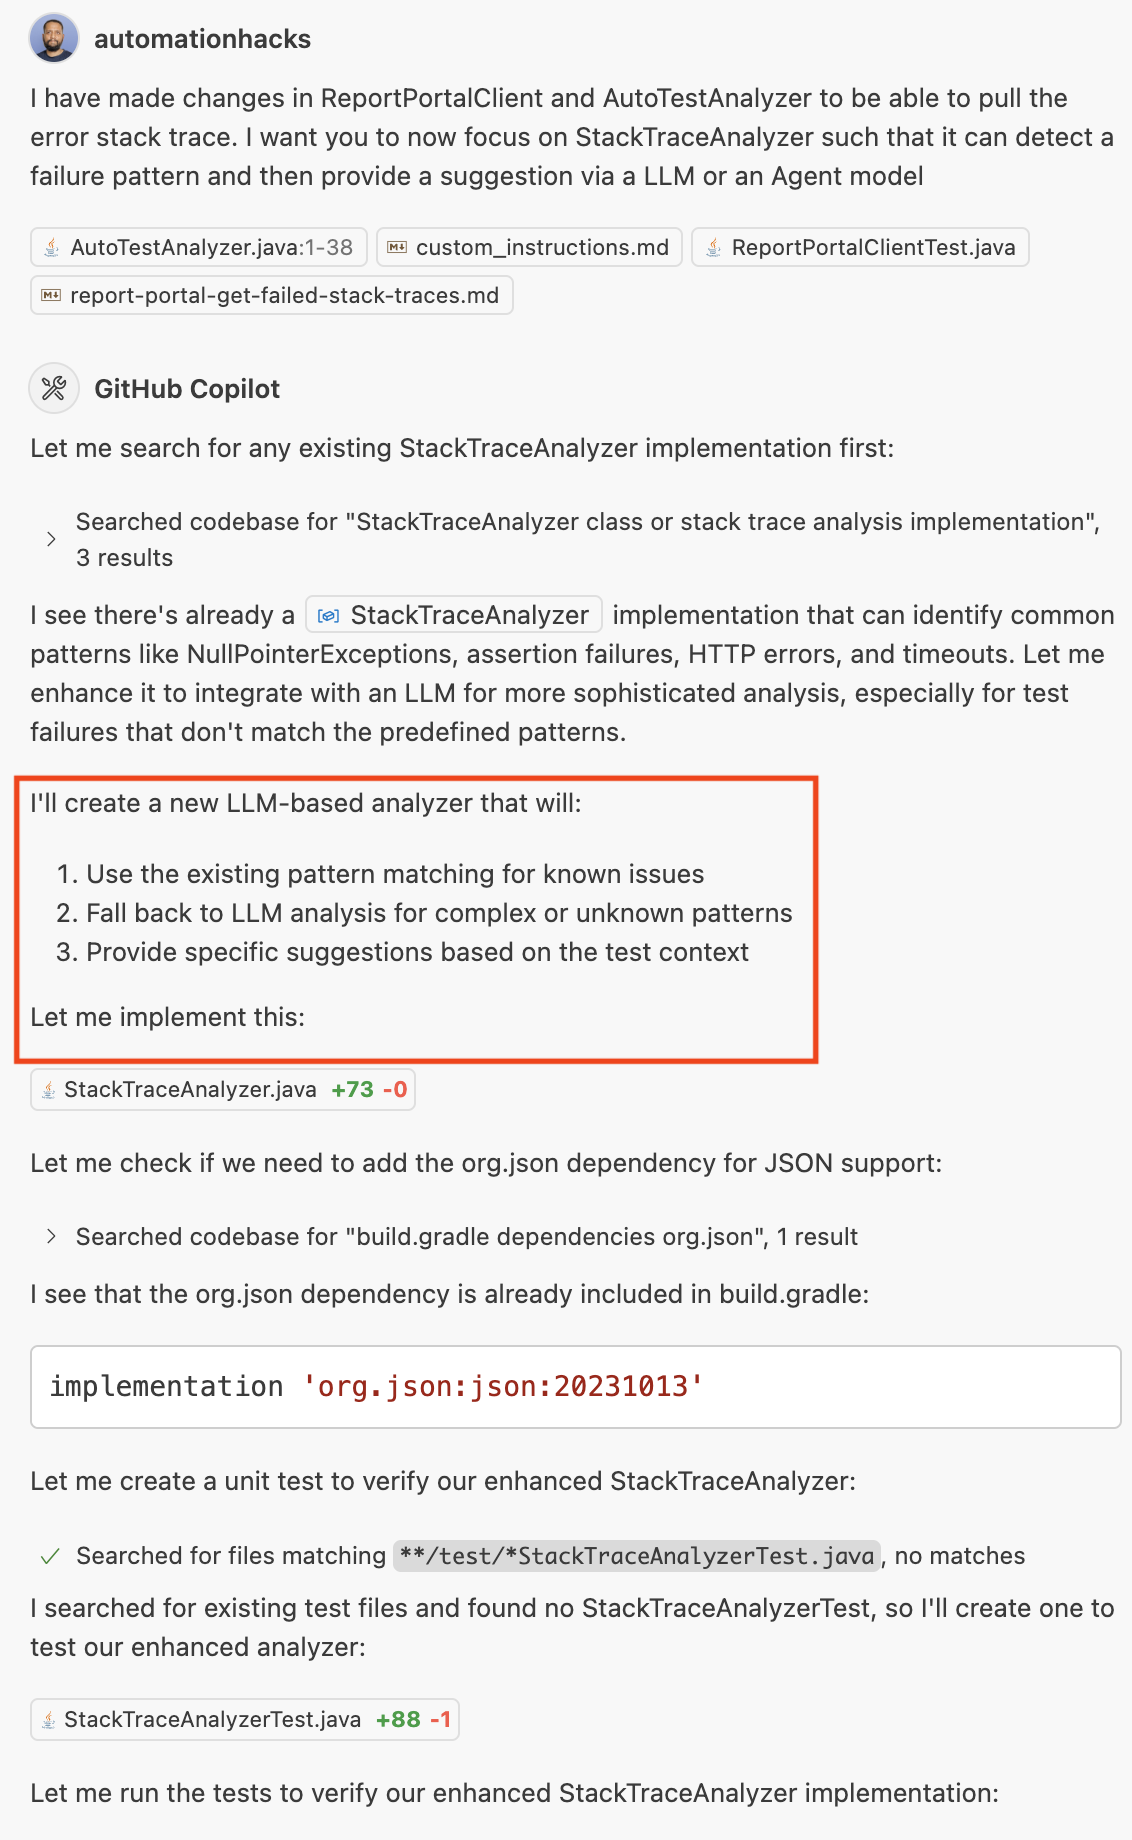 automationhacks
I have made changes in ReportPortalClient and AutoTestAnalyzer to be able to pull the
error stack trace. I want you to now focus on StackTraceAnalyzer such that it can detect a
failure pattern and then provide a suggestion via a LLM or an Agent model
AutoTestAnalyzer.java:1-38 M↓ custom_instructions.md ReportPortalClientTest.java
M↓ report-portal-get-failed-stack-traces.md
GitHub Copilot
Let me search for any existing StackTraceAnalyzer implementation first:
Searched codebase for "StackTraceAnalyzer class or stack trace analysis implementation",
3 results
I see there's already a StackTraceAnalyzer implementation that can identify common
patterns like NullPointerExceptions, assertion failures, HTTP errors, and timeouts. Let me
enhance it to integrate with an LLM for more sophisticated analysis, especially for test
failures that don't match the predefined patterns.
I'll create a new LLM-based analyzer that will:
1. Use the existing pattern matching for known issues
2. Fall back to LLM analysis for complex or unknown patterns
3. Provide specific suggestions based on the test context
Let me implement this:
StackTraceAnalyzer.java +73 -0
Let me check if we need to add the org.json dependency for JSON support:
Searched codebase for "build.gradle dependencies org.json", 1 result
I see that the org.json dependency is already included in build.gradle:
implementation 'org.json:json:20231013'
Let me create a unit test to verify our enhanced StackTraceAnalyzer:
Searched for files matching **/test/*StackTraceAnalyzerTest.java, no matches
I searched for existing test files and found no StackTraceAnalyzerTest, so I'll create one to
test our enhanced analyzer:
StackTraceAnalyzerTest.java +88 -1
Let me run the tests to verify our enhanced StackTraceAnalyzer implementation: